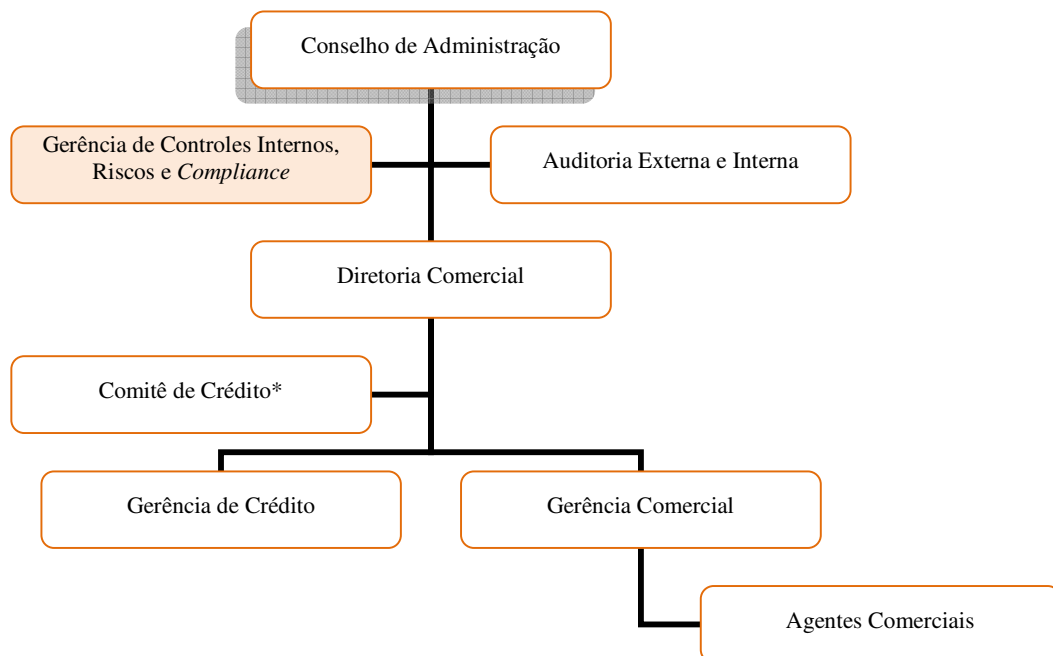 Conselho de Administração
Gerência de Controles Internos,
Riscos e Compliance
Auditoria Externa e Interna
Diretoria Comercial
Comitê de Crédito*
Gerência de Crédito
Gerência Comercial
Agentes Comerciais